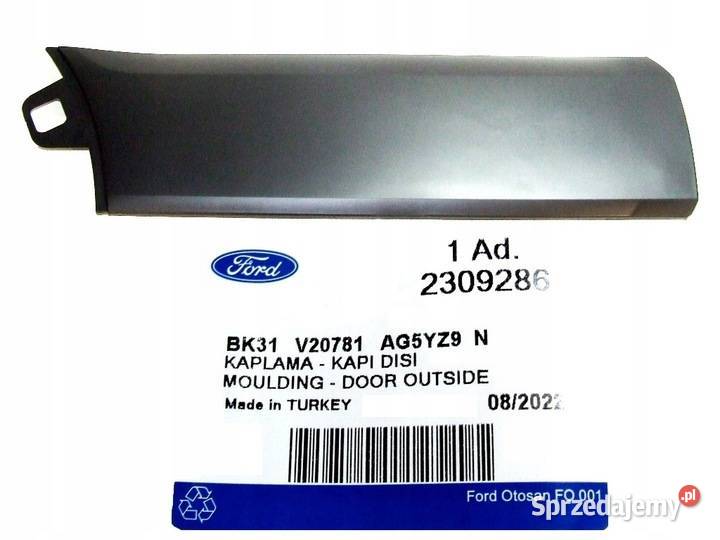 1 Ad.
Ford
2309286
BK31 V20781 AG5YZ9 N
KAPLAMA - KAPI DISI
MOULDING - DOOR OUTSIDE
Made in TURKEY
08/2022
Ford Otosan FO 001
Sprzedajemy.pl